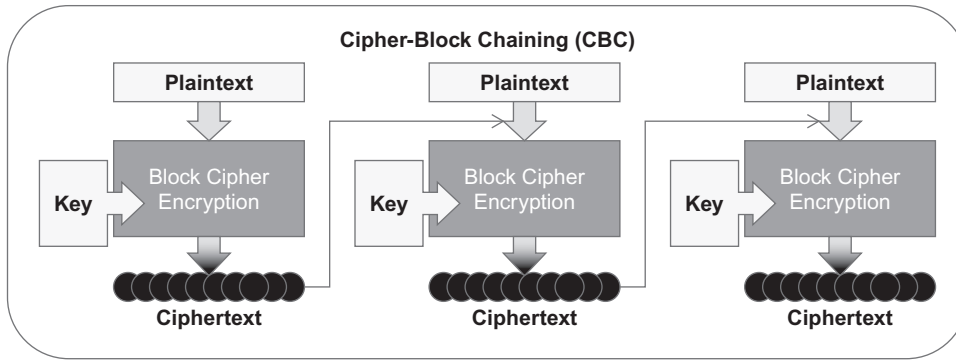 Cipher-Block Chaining (CBC)
Plaintext
Plaintext
Plaintext
Key
Block Cipher
Encryption
Key
Block Cipher
Encryption
Key
Block Cipher
Encryption
Ciphertext
Ciphertext
Ciphertext